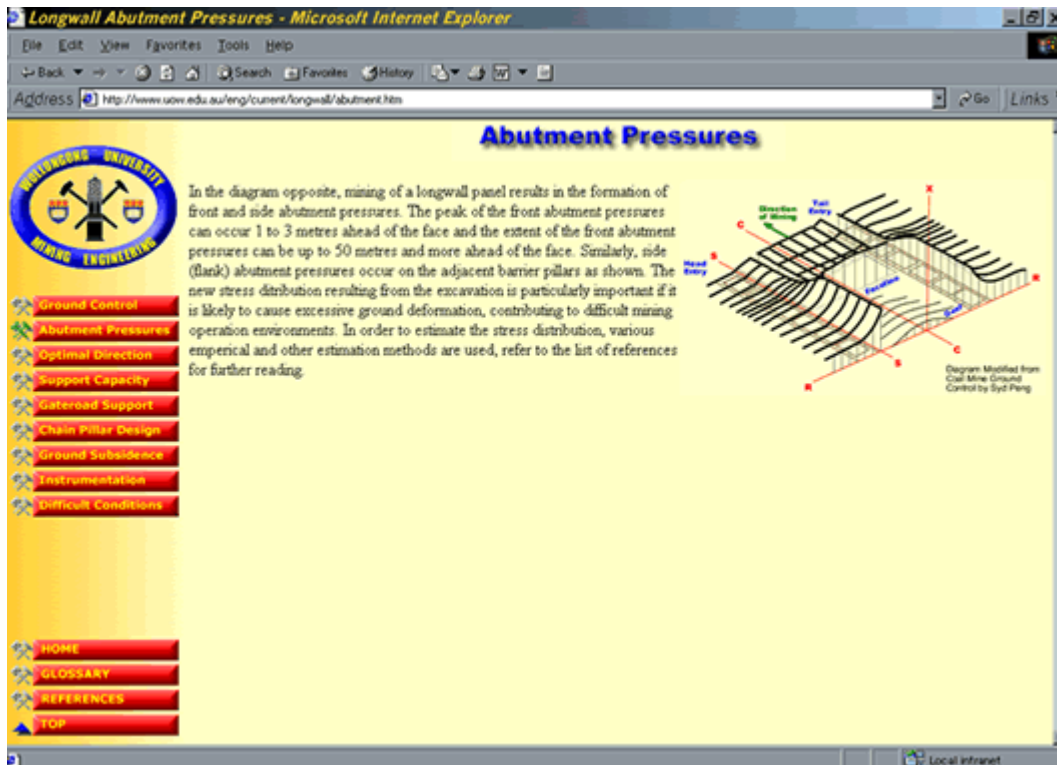 Longwall Abutment Pressures - Microsoft Internet Explorer
File Edit View Favorites Tools Help
Back Search Favorites History
Address http://www.uow.edu.au/eng/current/longwall/abutment.htm Go Links
WOLLONGONG UNIVERSITY
MINING ENGINEERING
Ground Control
Abutment Pressures
Optimal Direction
Support Capacity
Gateroad Support
Chain Pillar Design
Ground Subsidence
Instrumentation
Difficult Conditions
HOME
GLOSSARY
REFERENCES
TOP
Abutment Pressures
In the diagram opposite, mining of a longwall panel results in the formation of
front and side abutment pressures. The peak of the front abutment pressures
can occur 1 to 3 metres ahead of the face and the extent of the front abutment
pressures can be up to 50 metres and more ahead of the face. Similarly, side
(flank) abutment pressures occur on the adjacent barrier pillars as shown. The
new stress ditribution resulting from the excavation is particularly important if it
is likely to cause excessive ground deformation, contributing to difficult mining
operation environments. In order to estimate the stress distribution, various
emperical and other estimation methods are used, refer to the list of references
for further reading.
X
Direction
of Mining
Tail
Entry
C
S
Head
Entry
R
Faceline
Goaf
C
S
R
Diagram Modified from
Coal Mine Ground
Control by Syd Peng
Local intranet